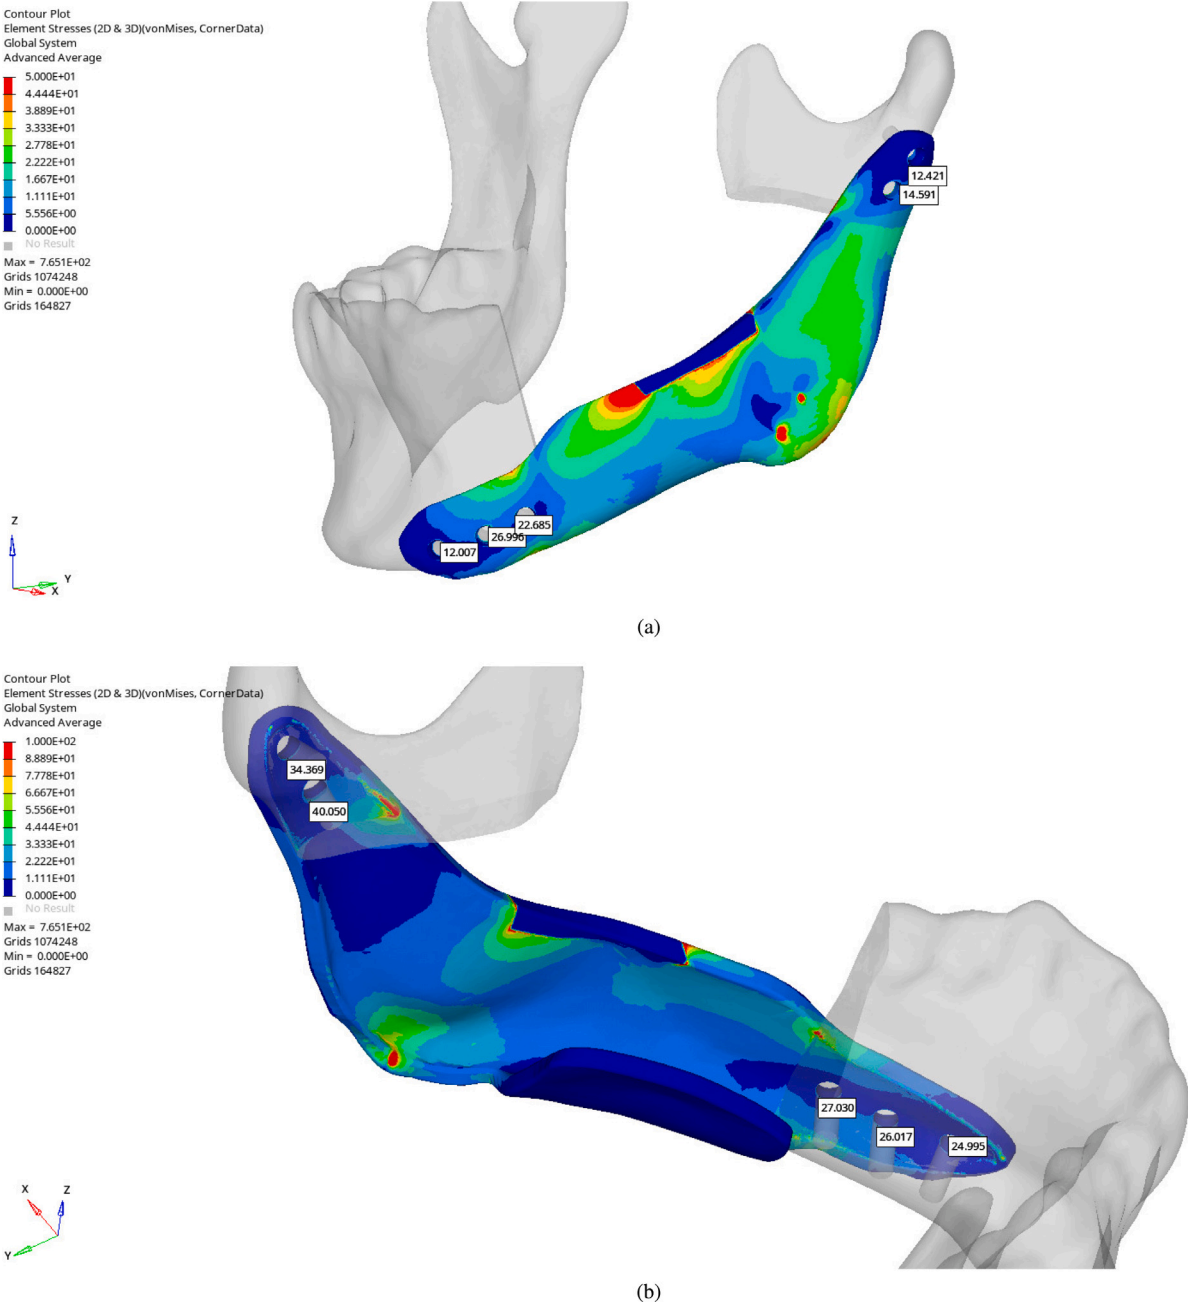 Contour Plot
Element Stresses (2D & 3D)(vonMises, CornerData)
Global System
Advanced Average
5.000E+01
4.444E+01
3.889E+01
3.333E+01
2.778E+01
2.222E+01
1.667E+01
1.111E+01
5.556E+00
0.000E+00
No Result
Max = 7.651E+02
Grids 1074248
Min = 0.000E+00
Grids 164827
12.421
14.591
22.685
26.996
12.007
Z
Y
X
(a)
Contour Plot
Element Stresses (2D & 3D)(vonMises, CornerData)
Global System
Advanced Average
1.000E+02
8.889E+01
7.778E+01
6.667E+01
5.556E+01
4.444E+01
3.333E+01
2.222E+01
1.111E+01
0.000E+00
No Result
Max = 7.651E+02
Grids 1074248
Min = 0.000E+00
Grids 164827
34.369
40.050
27.030
26.017
24.995
X
Z
Y
(b)